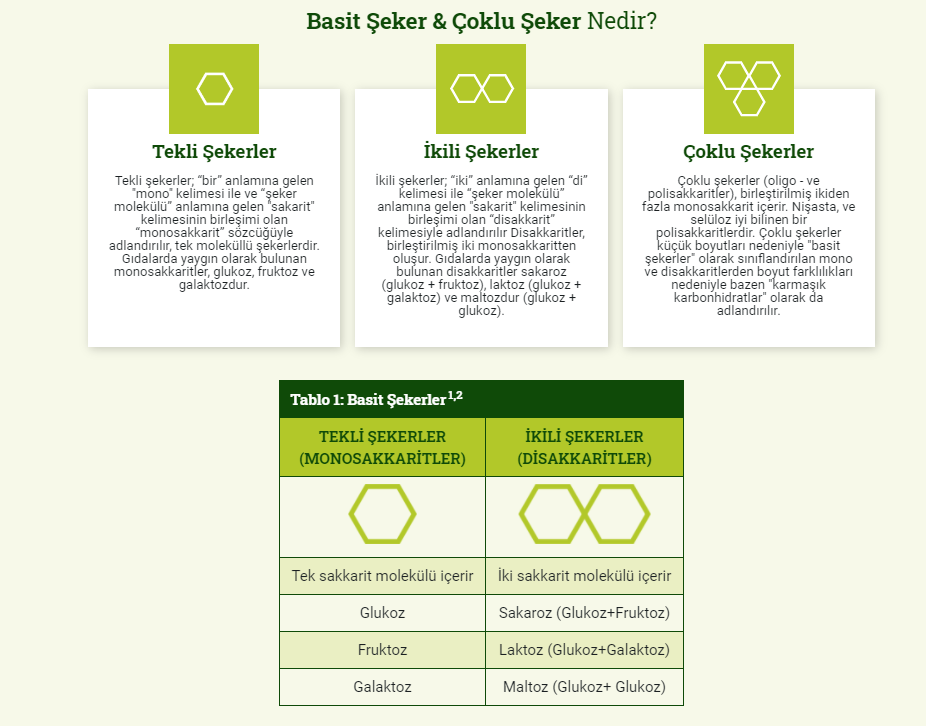 Basit Şeker & Çoklu Şeker Nedir?
Tekli Şekerler
Tekli şekerler; “bir” anlamına gelen
"mono" kelimesi ile ve “şeker
molekülü” anlamına gelen "sakarit"
kelimesinin birleşimi olan
“monosakkarit” sözcüğüyle
adlandırılır, tek moleküllü şekerlerdir.
Gıdalarda yaygın olarak bulunan
monosakkaritler, glukoz, fruktoz ve
galaktozdur.
İkili Şekerler
İkili şekerler; “iki” anlamına gelen “di”
kelimesi ile “şeker molekülü”
anlamına gelen "sakarit" kelimesinin
birleşimi olan “disakkarit”
kelimesiyle adlandırılır Disakkaritler,
birleştirilmiş iki monosakkaritten
oluşur. Gıdalarda yaygın olarak
bulunan disakkaritler sakaroz
(glukoz + fruktoz), laktoz (glukoz +
galaktoz) ve maltozdur (glukoz +
glukoz).
Çoklu Şekerler
Çoklu şekerler (oligo - ve
polisakkaritler), birleştirilmiş ikiden
fazla monosakkarit içerir. Nişasta, ve
selüloz iyi bilinen bir
polisakkaritlerdir. Çoklu şekerler
küçük boyutları nedeniyle "basit
şekerler" olarak sınıflandırılan mono
ve disakkaritlerden boyut farklılıkları
nedeniyle bazen "karmaşık
karbonhidratlar" olarak da
adlandırılır.
Tablo 1: Basit Şekerler1,2
TEKLİ ŞEKERLER
(MONOSAKKARİTLER)
İKİLİ ŞEKERLER
(DİSAKKARİTLER)
Tek sakkarit molekülü içerir
İki sakkarit molekülü içerir
Glukoz
Sakaroz (Glukoz+Fruktoz)
Fruktoz
Laktoz (Glukoz+Galaktoz)
Galaktoz
Maltoz (Glukoz+ Glukoz)